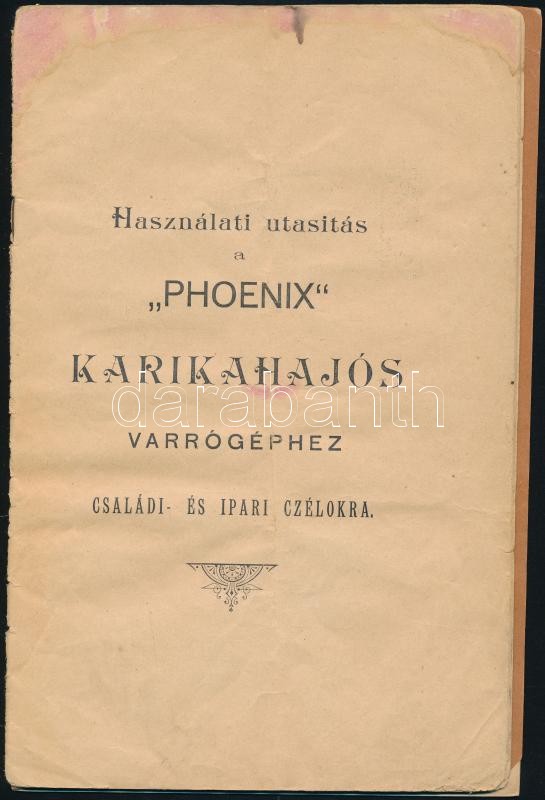 Használati utasitás
a
„PHOENIX“
KARIKAHAJÓS
darabanth
VARRÓGÉPHEZ
CSALÁDI- ÉS IPARI CZÉLOKRA.